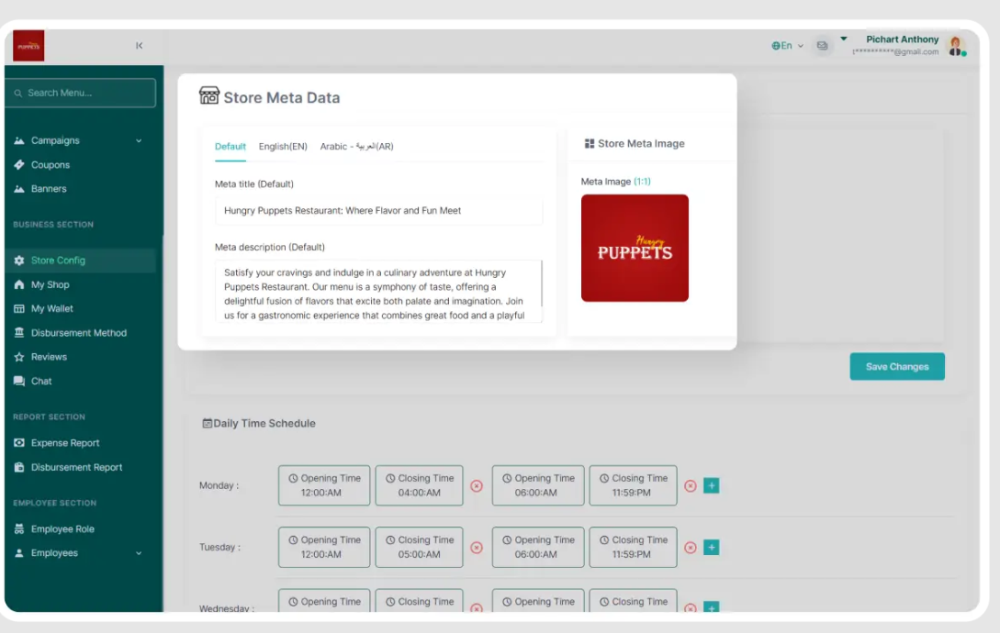 PUPPETS
En
Pichart Anthony
t**********@gmail.com
Search Menu...
Campaigns
Coupons
Banners
BUSINESS SECTION
Store Config
My Shop
My Wallet
Disbursement Method
Reviews
Chat
REPORT SECTION
Expense Report
Disbursement Report
EMPLOYEE SECTION
Employee Role
Employees
Store Meta Data
Default English(EN) Arabic - العربية(AR)
Meta title (Default)
Hungry Puppets Restaurant: Where Flavor and Fun Meet
Meta description (Default)
Satisfy your cravings and indulge in a culinary adventure at Hungry
Puppets Restaurant. Our menu is a symphony of taste, offering a
delightful fusion of flavors that excite both palate and imagination. Join
us for a gastronomic experience that combines great food and a playful
Store Meta Image
Meta Image (1:1)
Hungry
PUPPETS
Save Changes
Daily Time Schedule
Monday :
Opening Time Closing Time Opening Time Closing Time
12:00:AM 04:00:AM 06:00:AM 11:59:PM
Tuesday :
Opening Time Closing Time Opening Time Closing Time
12:00:AM 05:00:AM 06:00:AM 11:59:PM
Wednesday :
Opening Time Closing Time Opening Time Closing Time